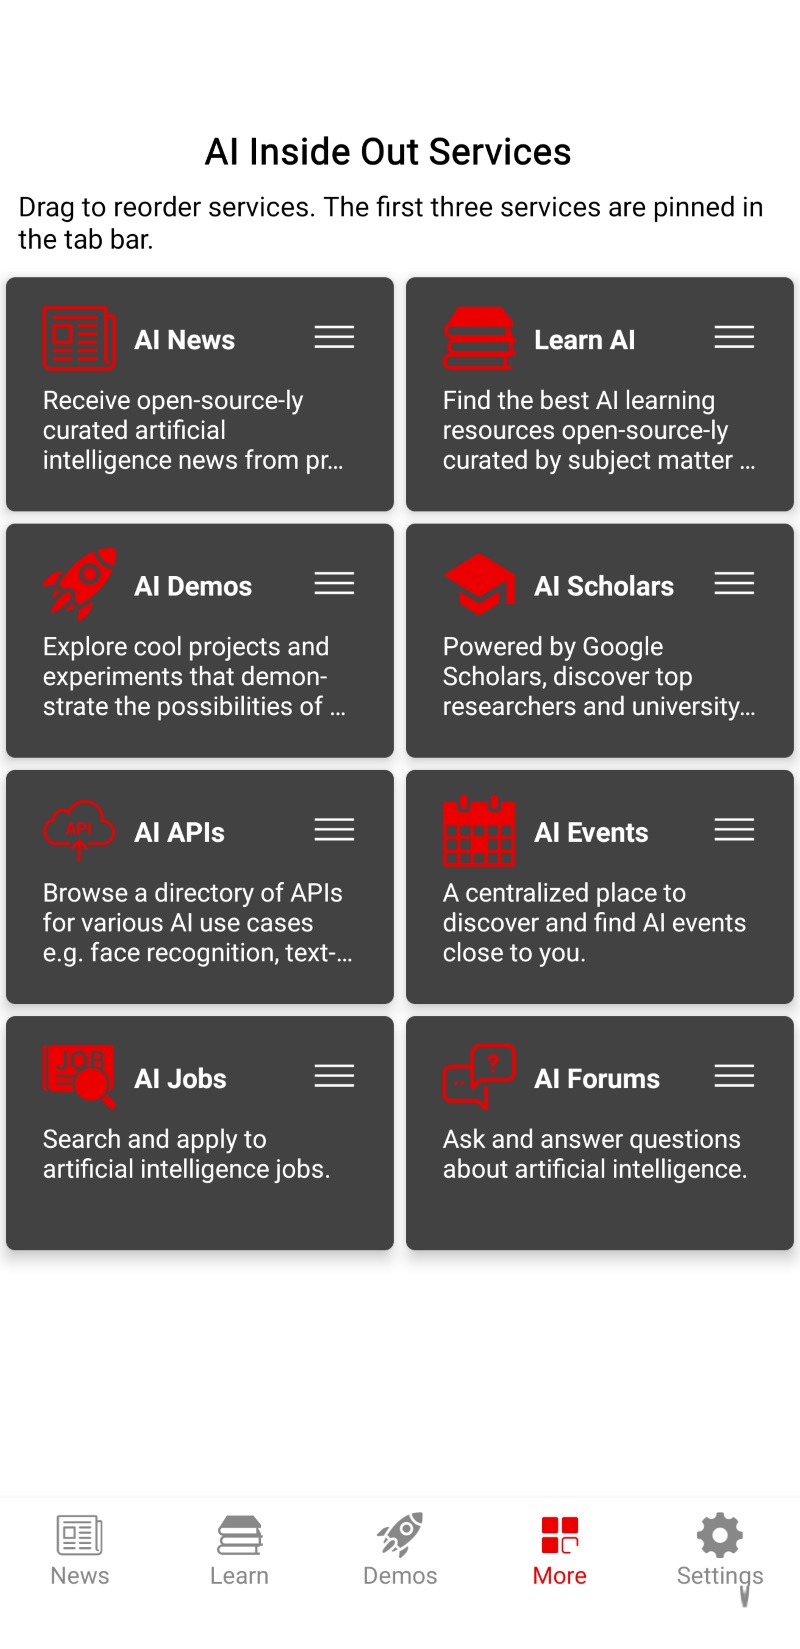 AI Inside Out Services
Drag to reorder services. The first three services are pinned in
the tab bar.
AI News
Receive open-source-ly
curated artificial
intelligence news from pr...
Learn AI
Find the best AI learning
resources open-source-ly
curated by subject matter ...
AI Demos
Explore cool projects and
experiments that demon-
strate the possibilities of ...
AI Scholars
Powered by Google
Scholars, discover top
researchers and university...
API
AI APIs
Browse a directory of APIs
for various AI use cases
e.g. face recognition, text-...
AI Events
A centralized place to
discover and find AI events
close to you.
JOB
AI Jobs
Search and apply to
artificial intelligence jobs.
?
AI Forums
Ask and answer questions
about artificial intelligence.
News
Learn
Demos
More
Settings